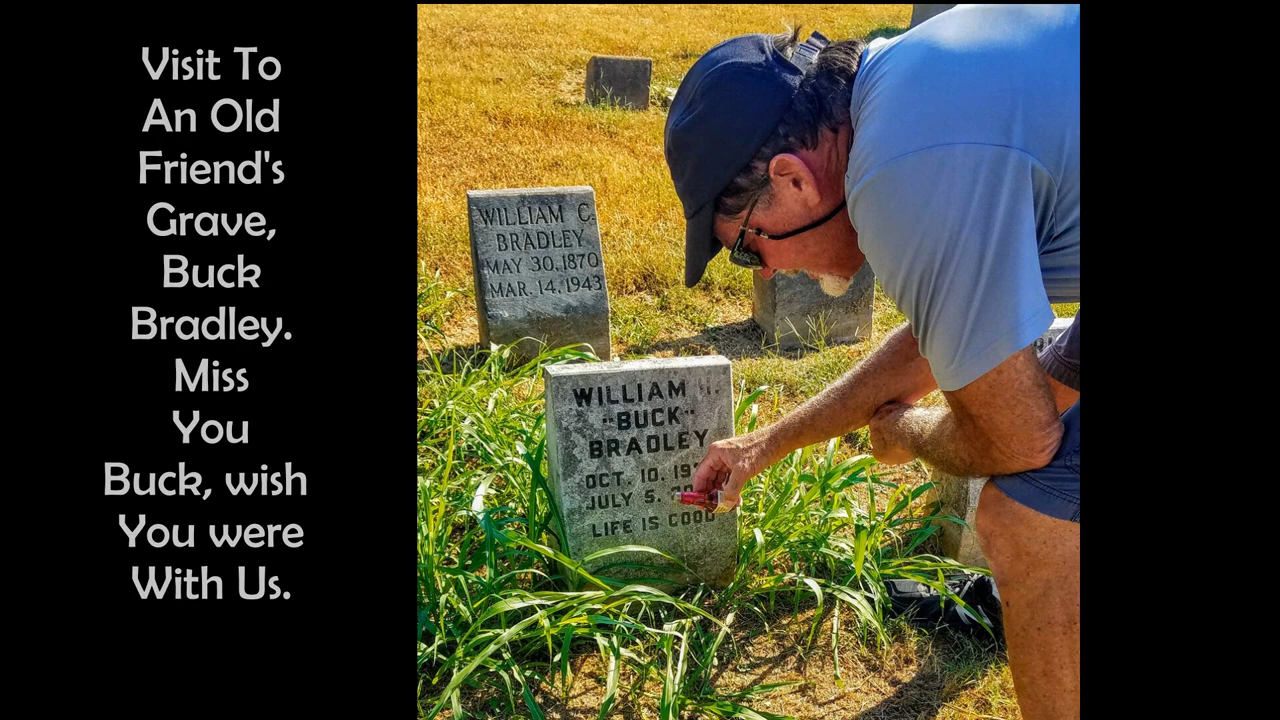 Visit To
An Old
Friend's
Grave,
Buck
Bradley.
Miss
You
Buck, wish
You were
With Us.
WILLIAM C.
BRADLEY
MAY 30, 1870
MAR. 14, 1943
WILLIAM
"BUCK"
BRADLEY
OCT. 10.
JULY 5.
LIFE IS GOOD